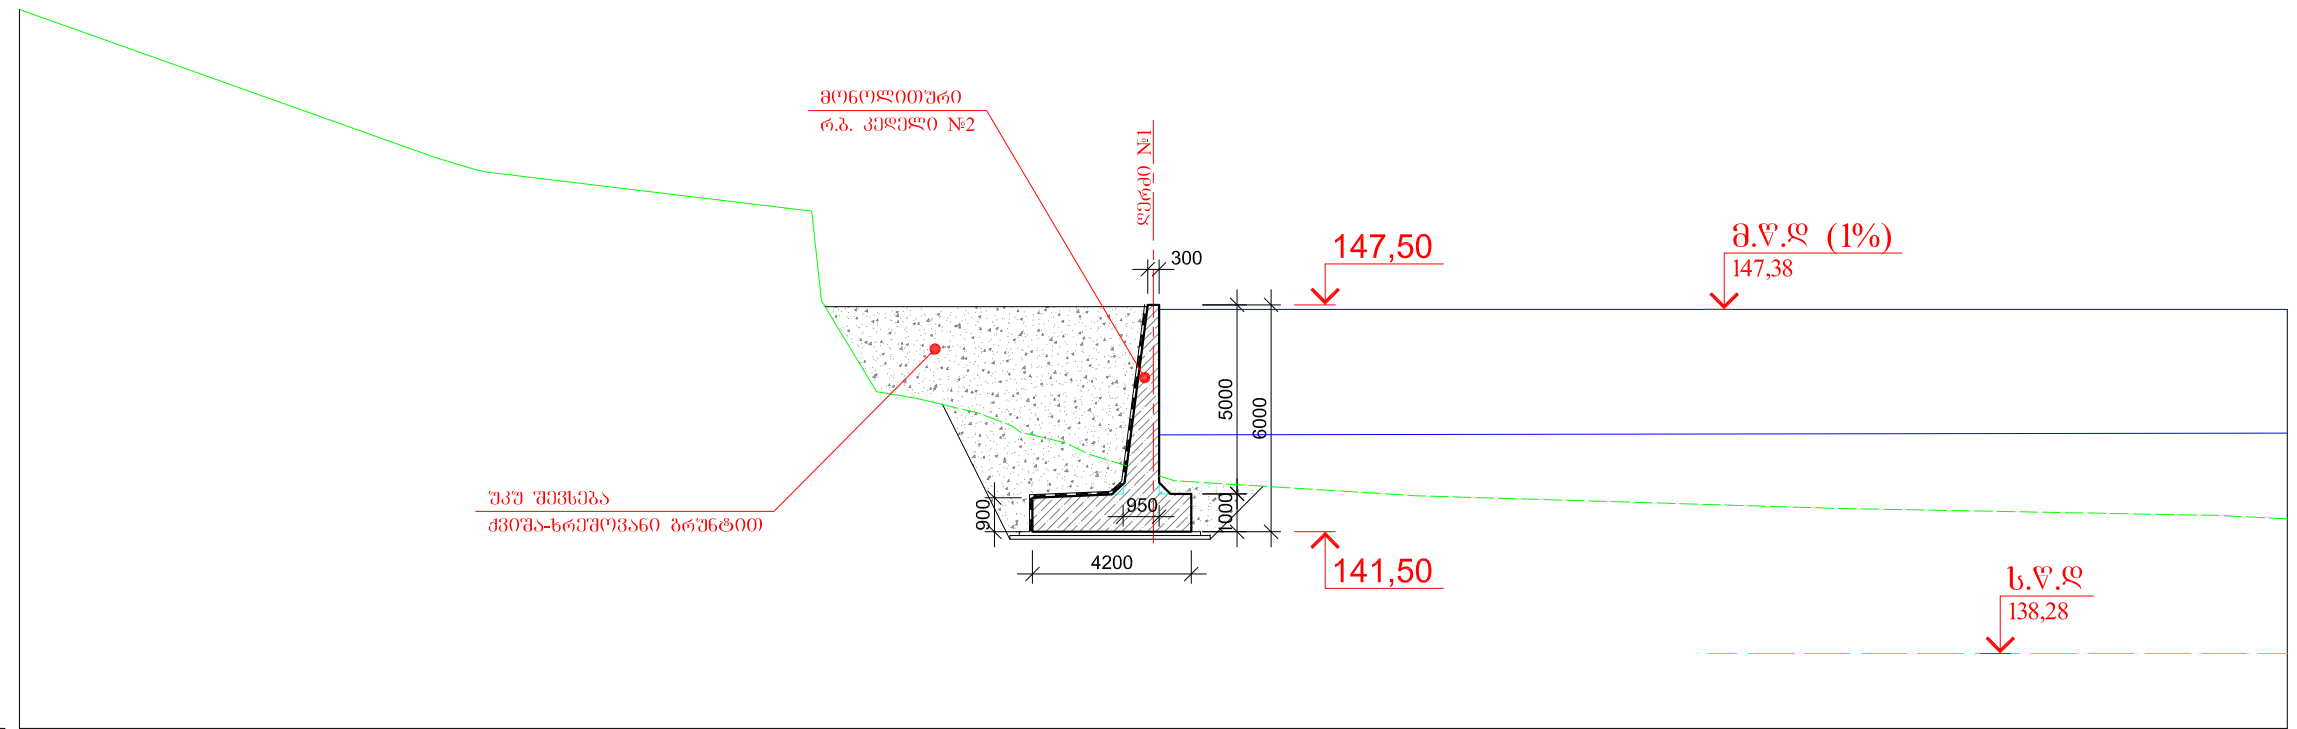 მონოლითური
რ.ბ. კედელი №2
ღერძი №1
300
147,50
მ.წ.დ (1%)
147,38
5000
6000
უკუ შევსება
ქვიშა-ხრეშოვანი გრუნტით
900
950
1000
4200
141,50
ს.წ.დ
138,28